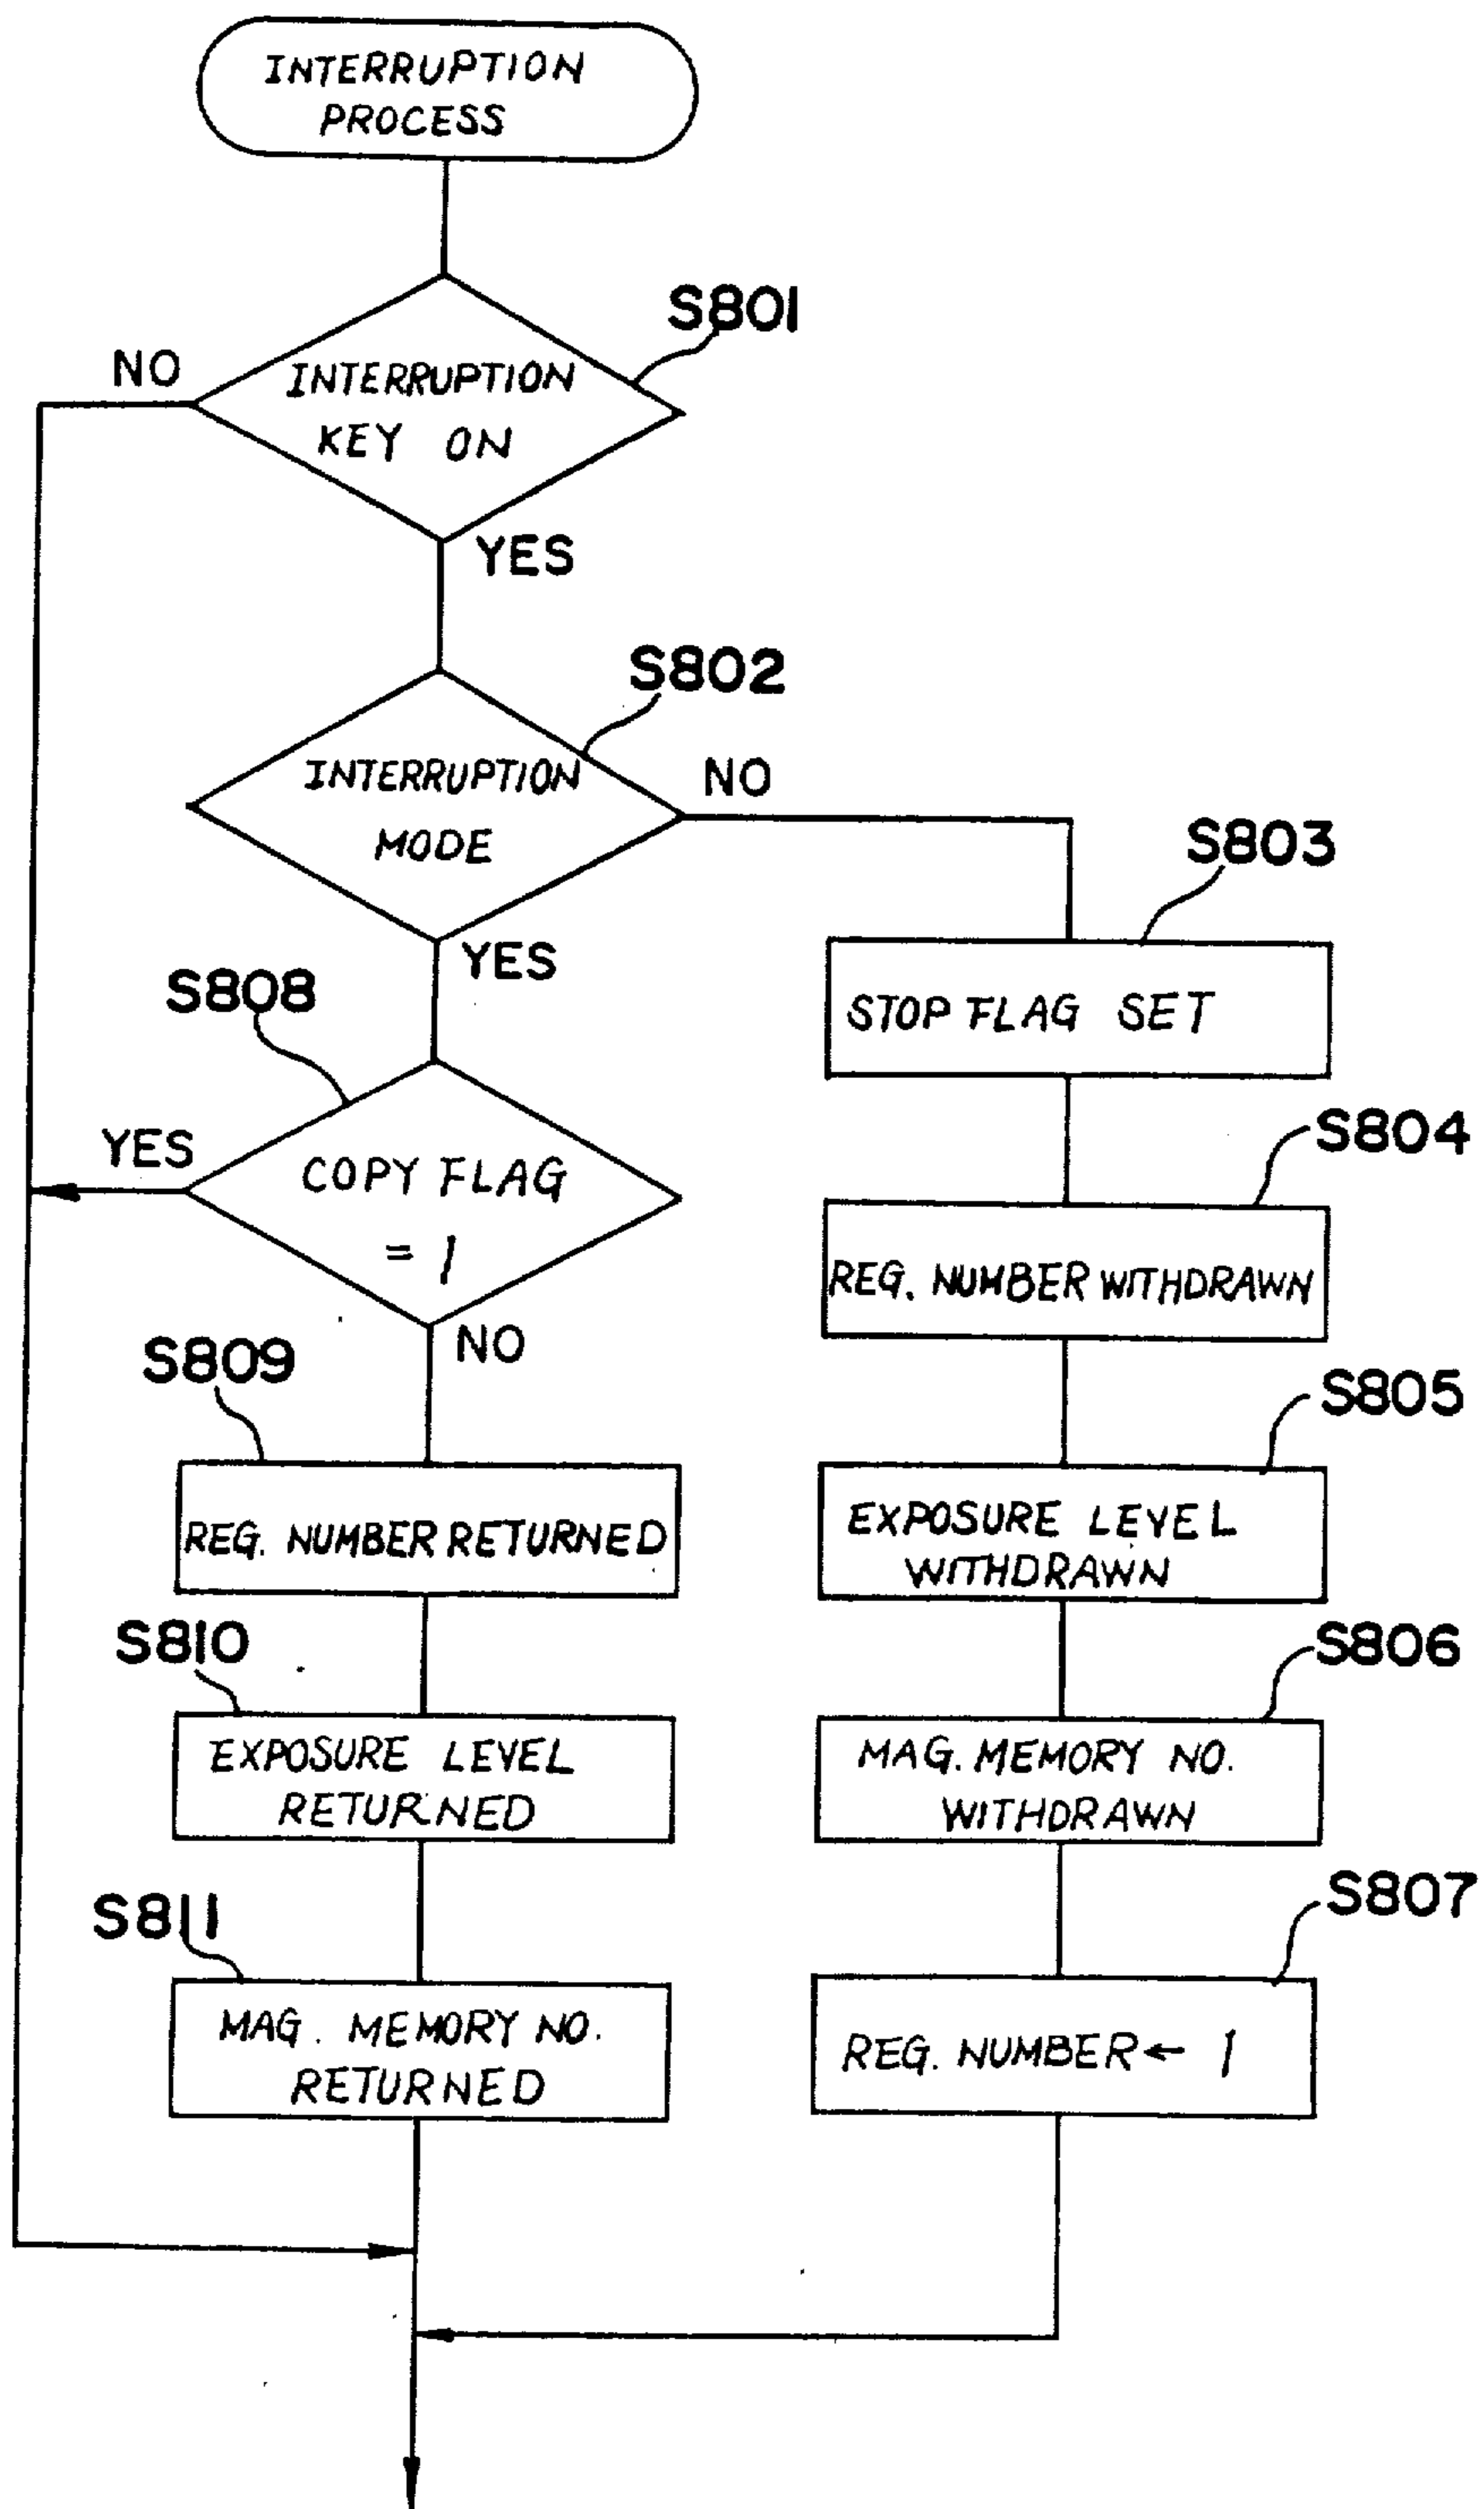 INTERRUPTION
PROCESS
S801
NO
INTERRUPTION
KEY ON
YES
S802
INTERRUPTION
MODE
NO
S803
YES
STOP FLAG SET
S808
S804
YES
COPY FLAG
= 1
REG. NUMBER WITHDRAWN
NO
S809
S805
REG. NUMBER RETURNED
EXPOSURE LEVEL
WITHDRAWN
S810
S806
EXPOSURE LEVEL
RETURNED
MAG. MEMORY NO.
WITHDRAWN
S811
S807
MAG. MEMORY NO.
RETURNED
REG. NUMBER ← 1